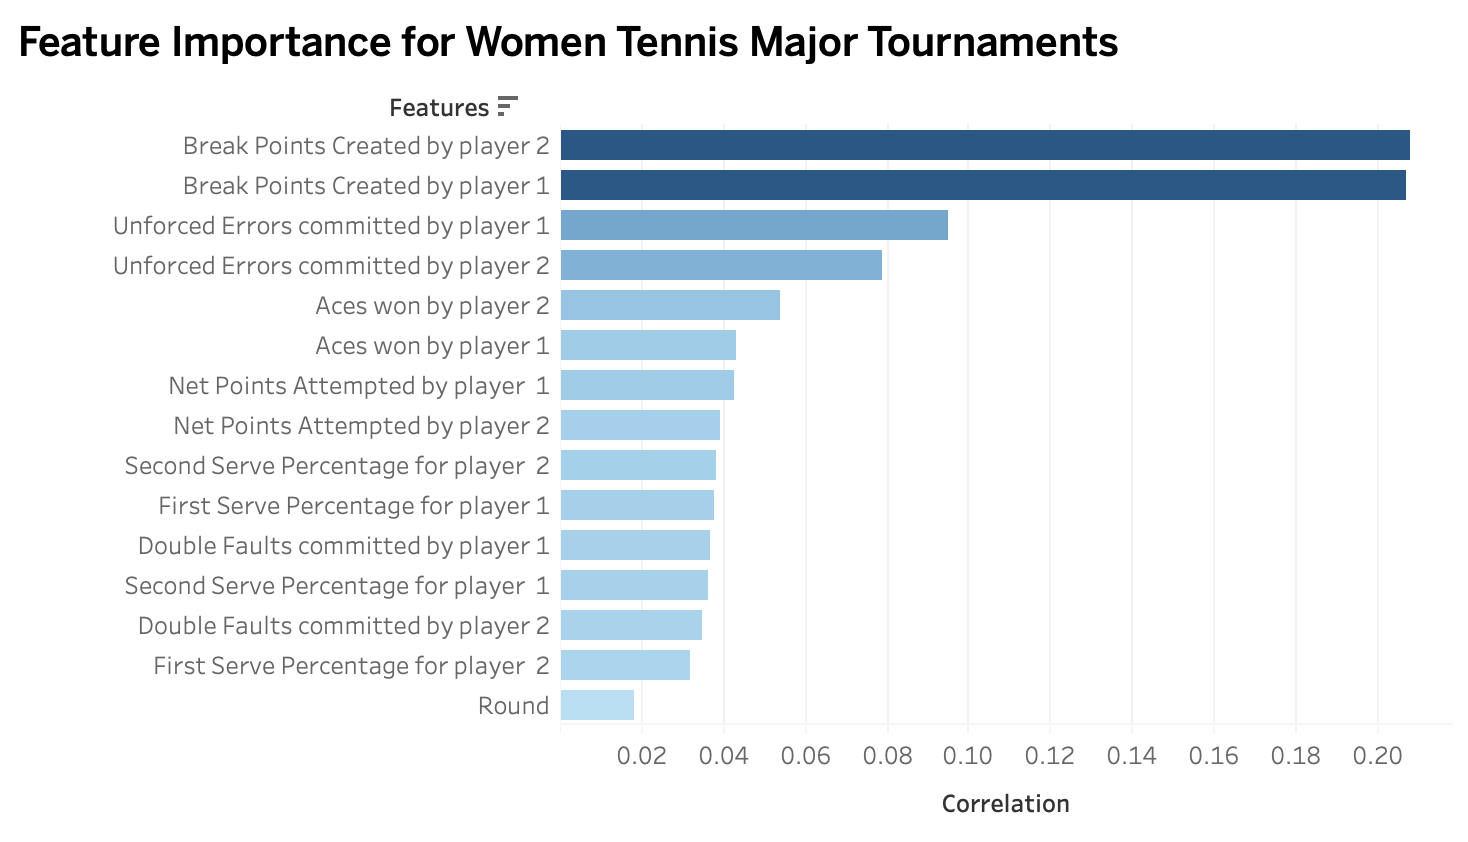 Feature Importance for Women Tennis Major Tournaments
Features
Break Points Created by player 2
Break Points Created by player 1
Unforced Errors committed by player 1
Unforced Errors committed by player 2
Aces won by player 2
Aces won by player 1
Net Points Attempted by player 1
Net Points Attempted by player 2
Second Serve Percentage for player 2
First Serve Percentage for player 1
Double Faults committed by player 1
Second Serve Percentage for player 1
Double Faults committed by player 2
First Serve Percentage for player 2
Round
0.02 0.04 0.06 0.08 0.10 0.12 0.14 0.16 0.18 0.20
Correlation